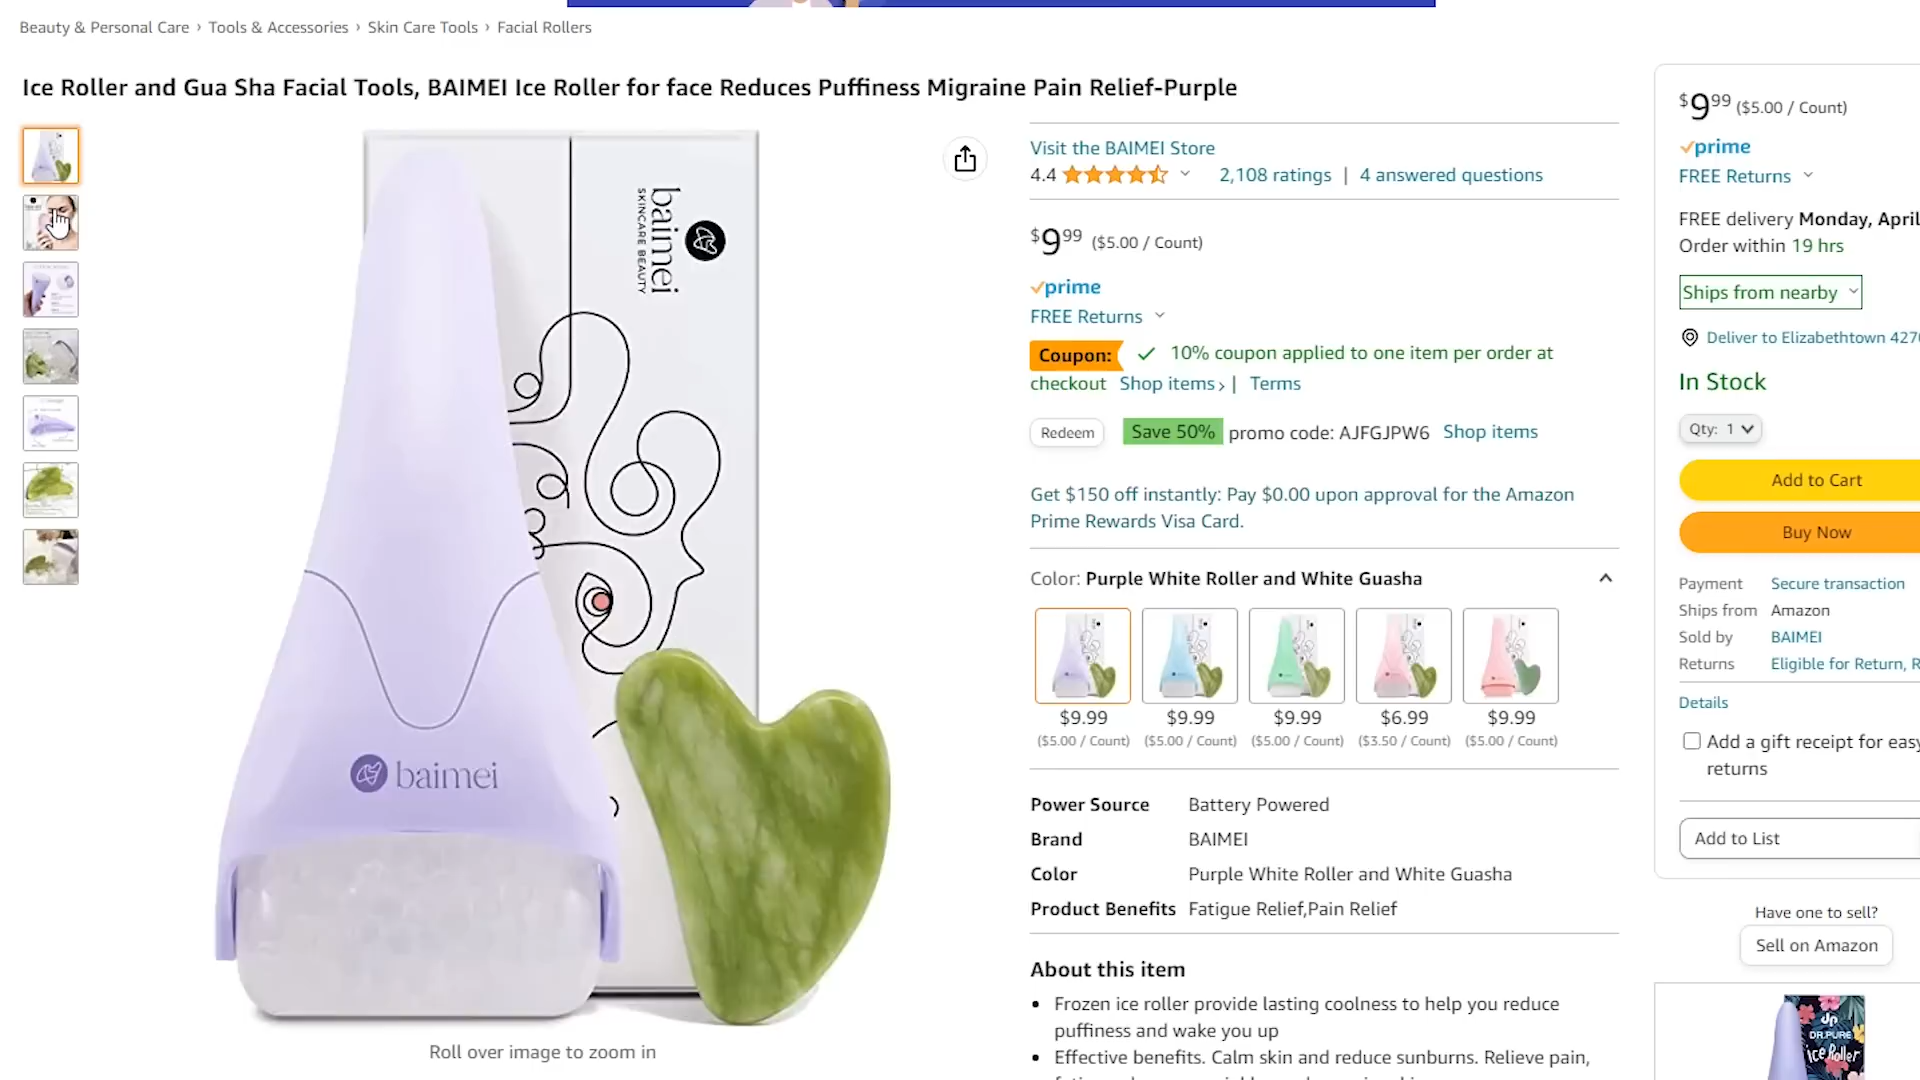 Beauty & Personal Care › Tools & Accessories › Skin Care Tools › Facial Rollers
Ice Roller and Gua Sha Facial Tools, BAIMEI Ice Roller for face Reduces Puffiness Migraine Pain Relief-Purple
baimei
SKINCARE BEAUTY
baimei
Roll over image to zoom in
Visit the BAIMEI Store
4.4 2,108 ratings | 4 answered questions
$9.99 ($5.00 / Count)
prime
FREE Returns
Coupon: 10% coupon applied to one item per order at
checkout Shop items › | Terms
Redeem Save 50% promo code: AJFGJPW6 Shop items
Get $150 off instantly: Pay $0.00 upon approval for the Amazon
Prime Rewards Visa Card.
Color: Purple White Roller and White Guasha
$9.99 $9.99 $9.99 $6.99 $9.99
($5.00 / Count) ($5.00 / Count) ($5.00 / Count) ($3.50 / Count) ($5.00 / Count)
Power Source Battery Powered
Brand BAIMEI
Color Purple White Roller and White Guasha
Product Benefits Fatigue Relief,Pain Relief
About this item
• Frozen ice roller provide lasting coolness to help you reduce
puffiness and wake you up
• Effective benefits. Calm skin and reduce sunburns. Relieve pain,
$9.99 ($5.00 / Count)
prime
FREE Returns
FREE delivery Monday, April
Order within 19 hrs
Ships from nearby
Deliver to Elizabethtown 427
In Stock
Qty: 1
Add to Cart
Buy Now
Payment Secure transaction
Ships from Amazon
Sold by BAIMEI
Returns Eligible for Return, R
Details
Add a gift receipt for easy
returns
Add to List
Have one to sell?
Sell on Amazon
DR.PURE
Ice Roller